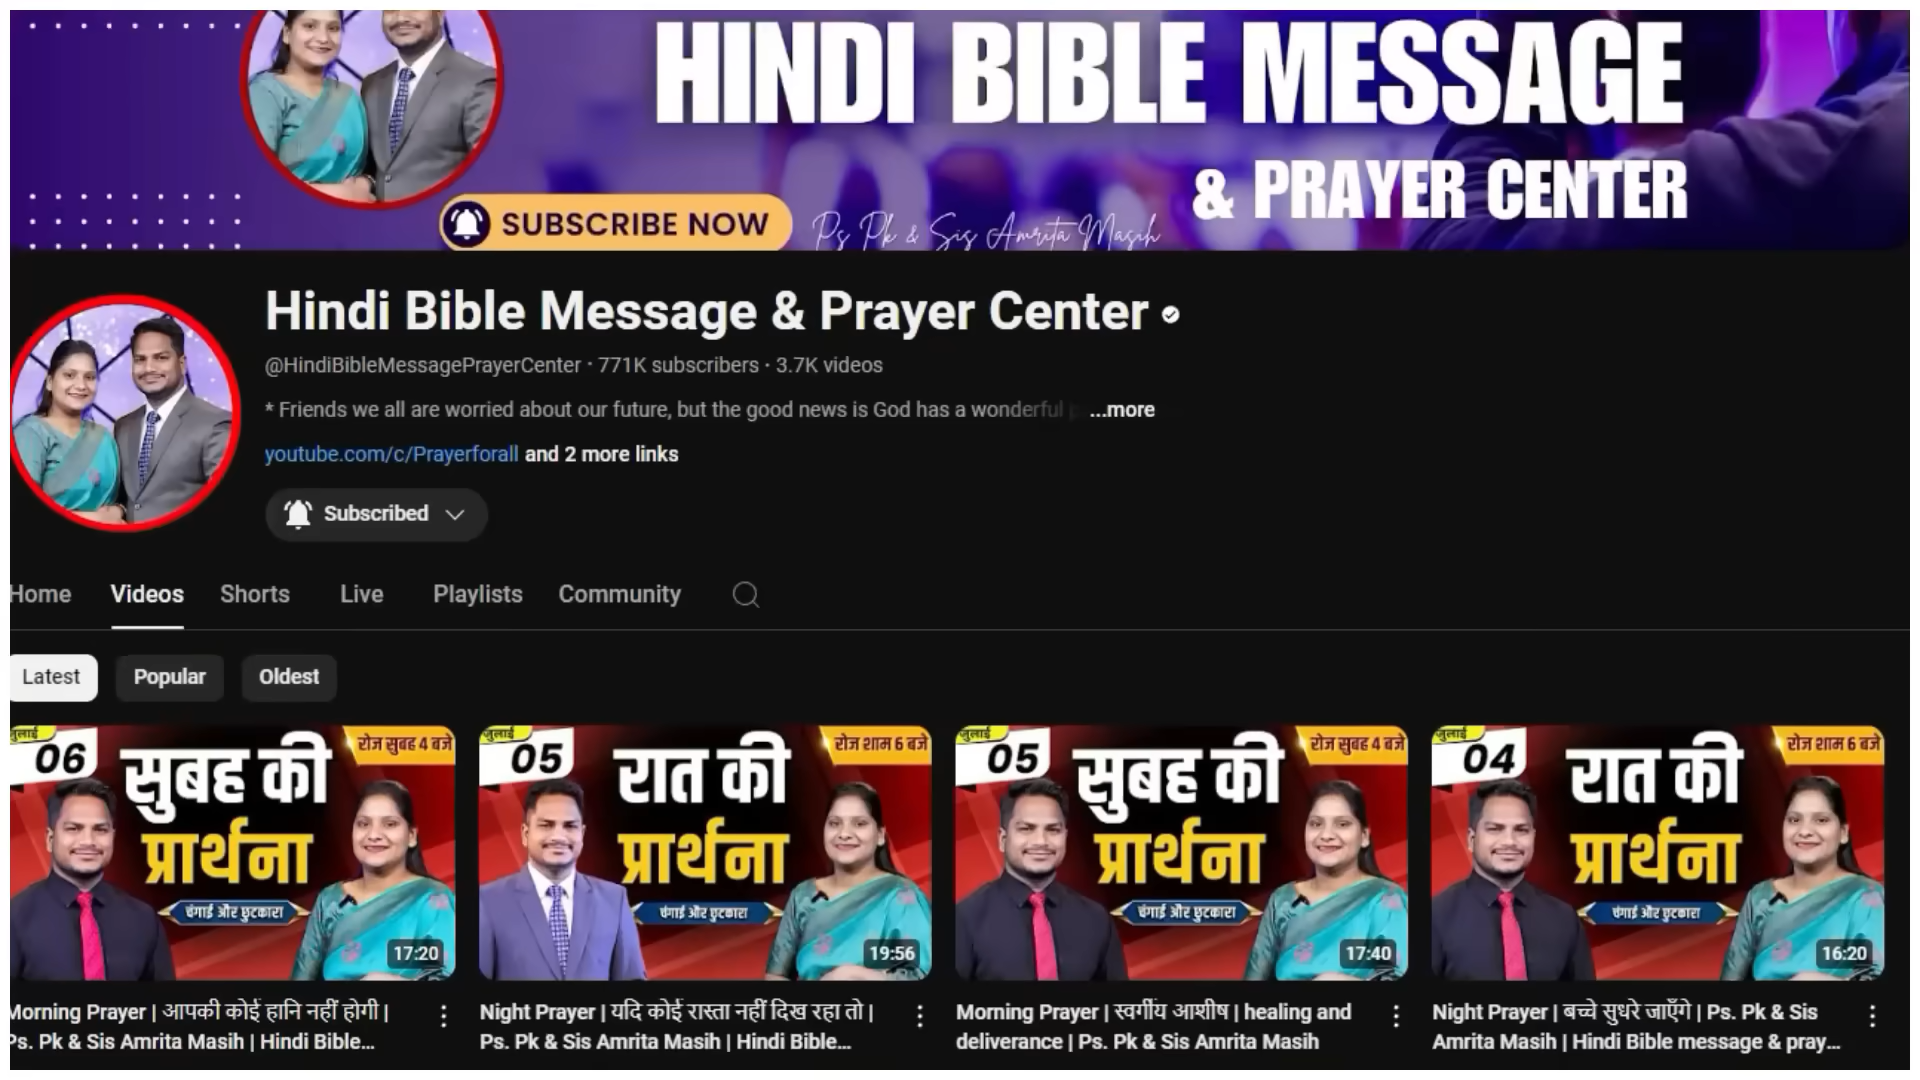 HINDI BIBLE MESSAGE
& PRAYER CENTER
SUBSCRIBE NOW
Ps Pk & Sis Amrita Masih
Hindi Bible Message & Prayer Center
@HindiBibleMessagePrayerCenter · 771K subscribers · 3.7K videos
* Friends we all are worried about our future, but the good news is God has a wonderful ...more
youtube.com/c/Prayerforall and 2 more links
Subscribed
Home Videos Shorts Live Playlists Community
Latest Popular Oldest
जुलाई
06
रोज सुबह 4 बजे
सुबह की
प्रार्थना
चंगाई और छुटकारा
17:20
Morning Prayer | आपकी कोई हानि नहीं होगी |
Ps. Pk & Sis Amrita Masih | Hindi Bible...
जुलाई
05
रोज शाम 6 बजे
रात की
प्रार्थना
चंगाई और छुटकारा
19:56
Night Prayer | यदि कोई रास्ता नहीं दिख रहा तो |
Ps. Pk & Sis Amrita Masih | Hindi Bible...
जुलाई
05
रोज सुबह 4 बजे
सुबह की
प्रार्थना
चंगाई और छुटकारा
17:40
Morning Prayer | स्वर्गीय आशीष | healing and
deliverance | Ps. Pk & Sis Amrita Masih
जुलाई
04
रोज शाम 6 बजे
रात की
प्रार्थना
चंगाई और छुटकारा
16:20
Night Prayer | बच्चे सुधरे जाएँगे | Ps. Pk & Sis
Amrita Masih | Hindi Bible message & pray...